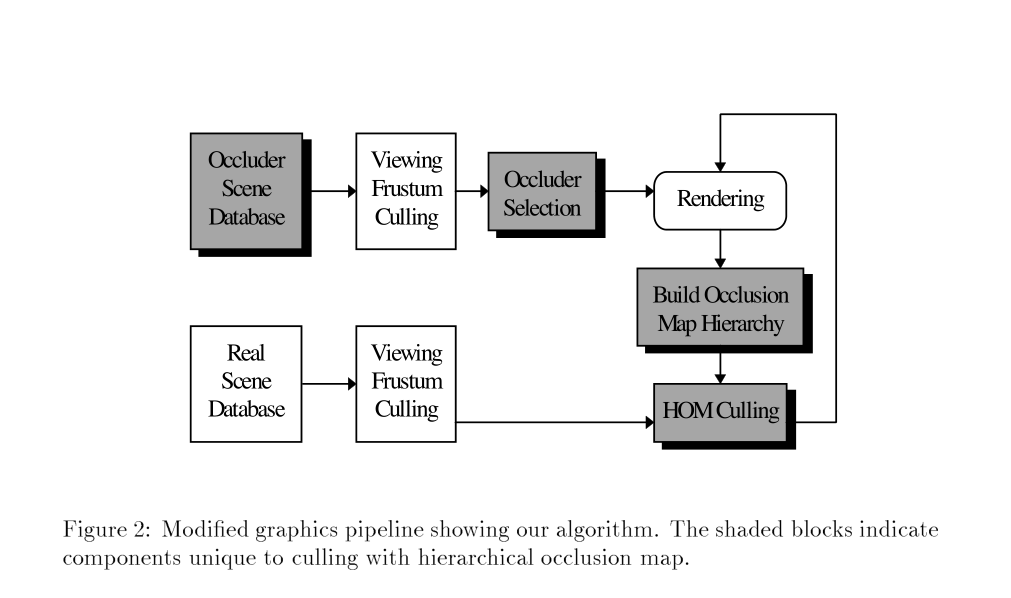 Occluder
Scene
Database
Viewing
Frustum
Culling
Occluder
Selection
Rendering
Build Occlusion
Map Hierarchy
Real
Scene
Database
Viewing
Frustum
Culling
HOM Culling
Figure 2: Modified graphics pipeline showing our algorithm. The shaded blocks indicate
components unique to culling with hierarchical occlusion map.